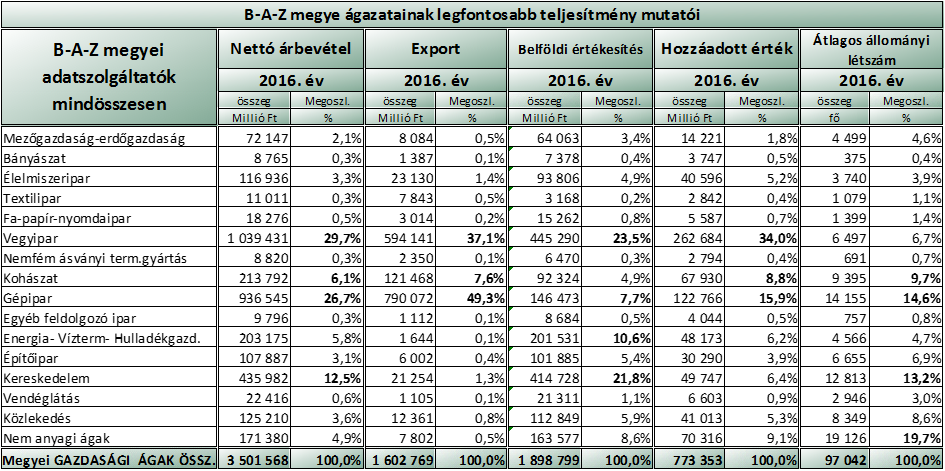 B-A-Z megye ágazatainak legfontosabb teljesítmény mutatói
B-A-Z megyei adatszolgáltatók mindösszesen
Nettó árbevétel Export Belföldi értékesítés Hozzáadott érték Átlagos állományi létszám
2016. év 2016. év 2016. év 2016. év 2016. év
összeg Megoszl. összeg Megoszl. összeg Megoszl. összeg Megoszl. összeg Megoszl.
Millió Ft % Millió Ft % Millió Ft % Millió Ft % fő %
Mezőgazdaság-erdőgazdaság 72 147 2,1% 8 084 0,5% 64 063 3,4% 14 221 1,8% 4 499 4,6%
Bányászat 8 765 0,3% 1 387 0,1% 7 378 0,4% 3 747 0,5% 375 0,4%
Élelmiszeripar 116 936 3,3% 23 130 1,4% 93 806 4,9% 40 596 5,2% 3 740 3,9%
Textilipar 11 011 0,3% 7 843 0,5% 3 168 0,2% 2 842 0,4% 1 079 1,1%
Fa-papír-nyomdaipar 18 276 0,5% 3 014 0,2% 15 262 0,8% 5 587 0,7% 1 399 1,4%
Vegyipar 1 039 431 29,7% 594 141 37,1% 445 290 23,5% 262 684 34,0% 6 497 6,7%
Nemfém ásványi term.gyártás 8 820 0,3% 2 350 0,1% 6 470 0,3% 2 794 0,4% 691 0,7%
Kohászat 213 792 6,1% 121 468 7,6% 92 324 4,9% 67 930 8,8% 9 395 9,7%
Gépipar 936 545 26,7% 790 072 49,3% 146 473 7,7% 122 766 15,9% 14 155 14,6%
Egyéb feldolgozó ipar 9 796 0,3% 1 112 0,1% 8 684 0,5% 4 044 0,5% 757 0,8%
Energia- Vízterm- Hulladékgazd. 203 175 5,8% 1 644 0,1% 201 531 10,6% 48 173 6,2% 4 566 4,7%
Építőipar 107 887 3,1% 6 002 0,4% 101 885 5,4% 30 290 3,9% 6 655 6,9%
Kereskedelem 435 982 12,5% 21 254 1,3% 414 728 21,8% 49 747 6,4% 12 813 13,2%
Vendéglátás 22 416 0,6% 1 105 0,1% 21 311 1,1% 6 603 0,9% 2 946 3,0%
Közlekedés 125 210 3,6% 12 361 0,8% 112 849 5,9% 41 013 5,3% 8 349 8,6%
Nem anyagi ágak 171 380 4,9% 7 802 0,5% 163 577 8,6% 70 316 9,1% 19 126 19,7%
Megyei GAZDASÁGI ÁGAK ÖSSZ. 3 501 568 100,0% 1 602 769 100,0% 1 898 799 100,0% 773 353 100,0% 97 042 100,0%